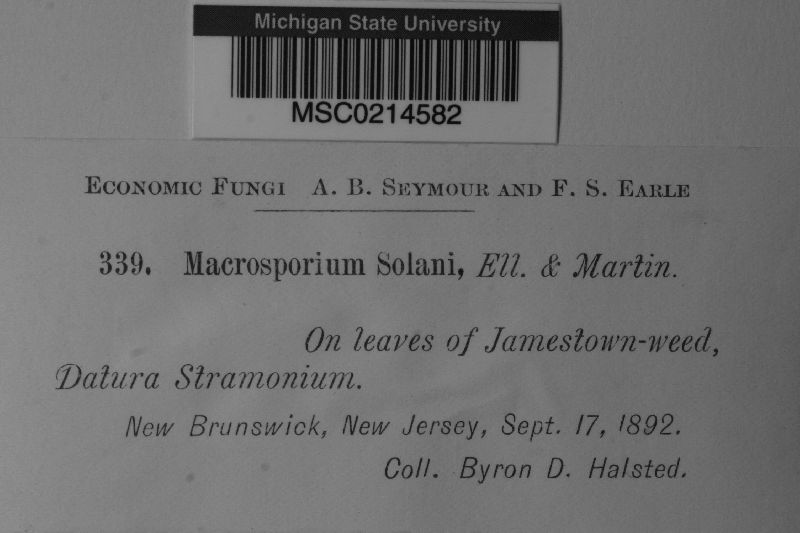 Michigan State University
MSC0214582
Economic Fungi A. B. Seymour and F. S. Earle
339. Macrosporium Solani, Ell. & Martin.
On leaves of Jamestown-weed,
Datura Stramonium.
New Brunswick, New Jersey, Sept. 17, 1892.
Coll. Byron D. Halsted.